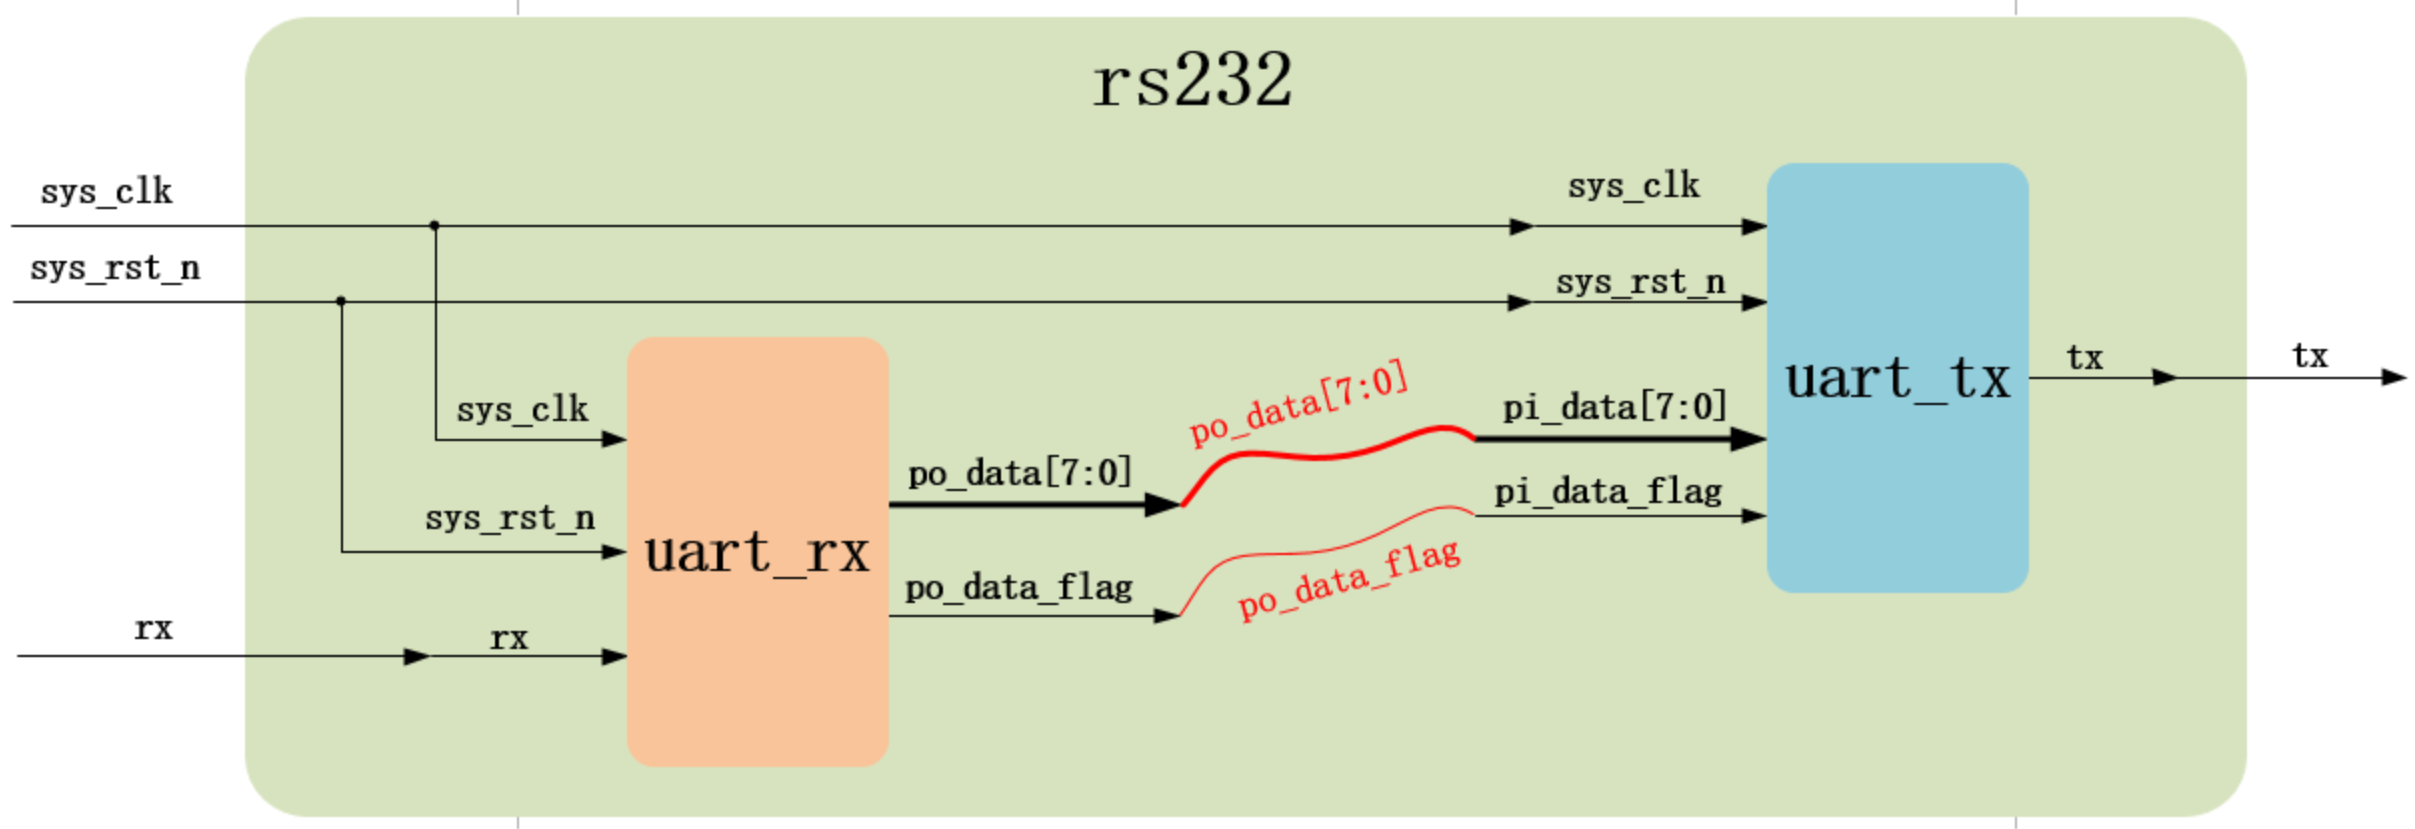 rs232
sys_clk
sys_clk
sys_rst_n
sys_rst_n
uart_tx
tx
tx
po_data[7:0]
pi_data[7:0]
sys_clk
po_data[7:0]
pi_data_flag
sys_rst_n
uart_rx
po_data_flag
po_data_flag
rx
rx